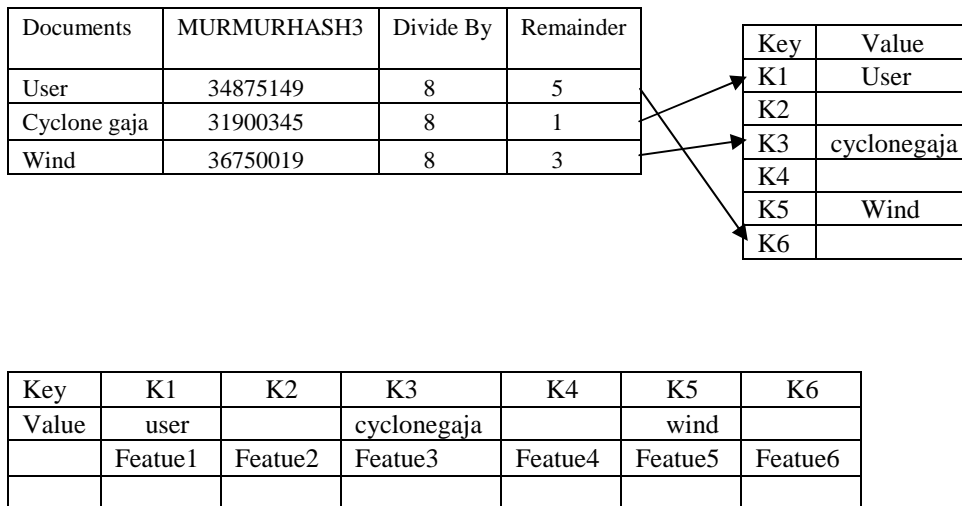 Documents MURMURHASH3 Divide By Remainder
User 34875149 8 5
Cyclone gaja 31900345 8 1
Wind 36750019 8 3
Key Value
K1 User
K2
K3 cyclonegaja
K4
K5 Wind
K6
Key K1 K2 K3 K4 K5 K6
Value user cyclonegaja wind
Featue1 Featue2 Featue3 Featue4 Featue5 Featue6